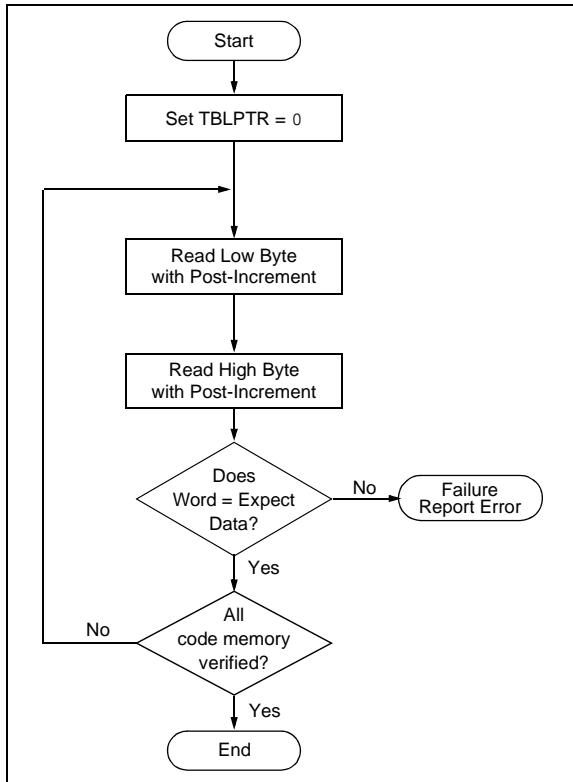 Start
Set TBLPTR = 0
Read Low Byte
with Post-Increment
Read High Byte
with Post-Increment
Does
Word = Expect
Data?
No
Failure
Report Error
Yes
All
code memory
verified?
No
Yes
End